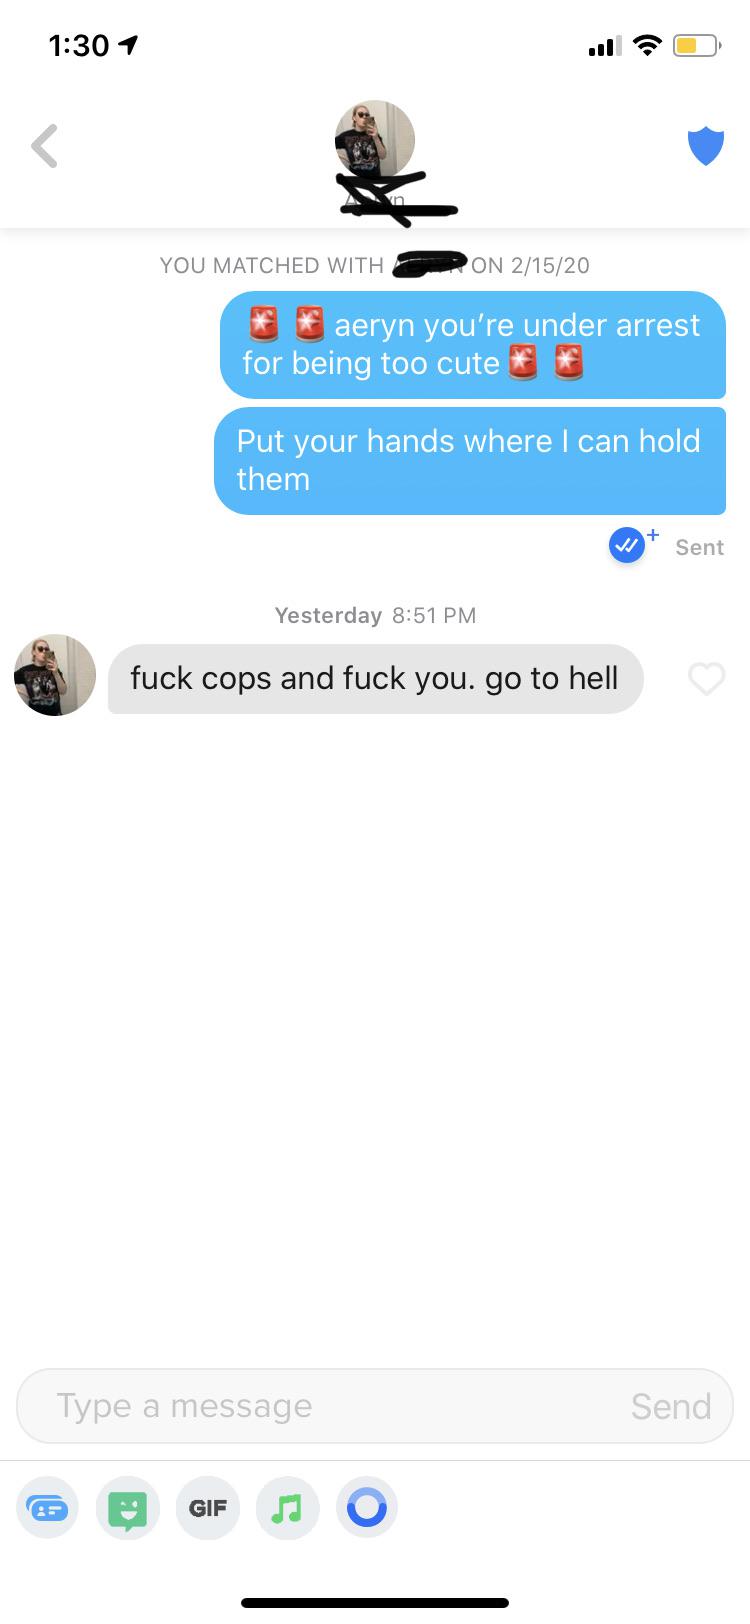 1:30
YOU MATCHED WITH ON 2/15/20
🚨 🚨 aeryn you’re under arrest
for being too cute 🚨 🚨
Put your hands where I can hold
them
Sent
Yesterday 8:51 PM
fuck cops and fuck you. go to hell
Type a message
Send
GIF